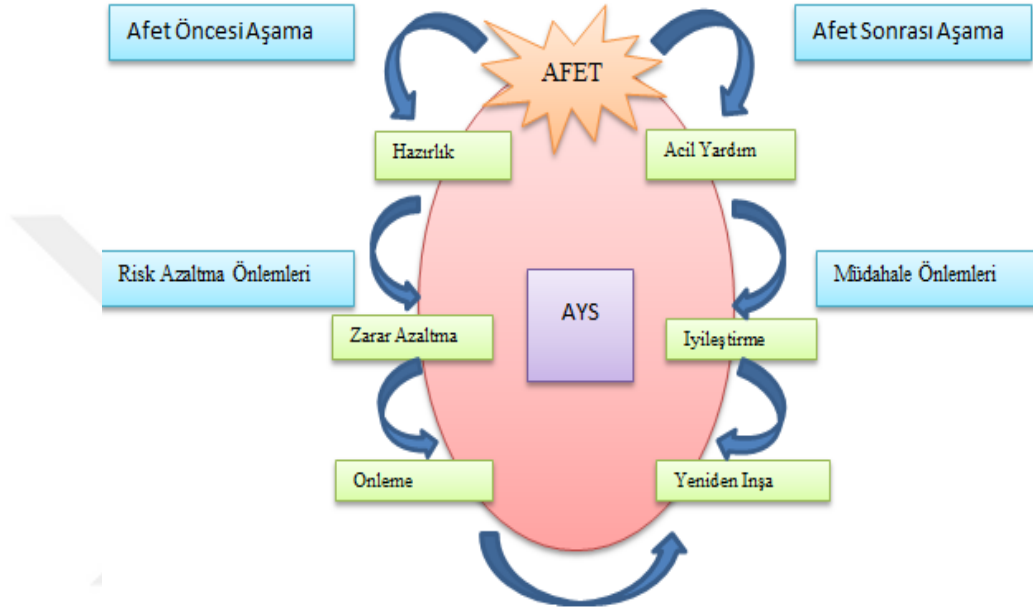 Afet Öncesi Aşama
Afet Sonrası Aşama
AFET
Hazırlık
Acil Yardım
Risk Azaltma Önlemleri
Müdahale Önlemleri
AYS
Zarar Azaltma
Iyileştirme
Onleme
Yeniden Inşa